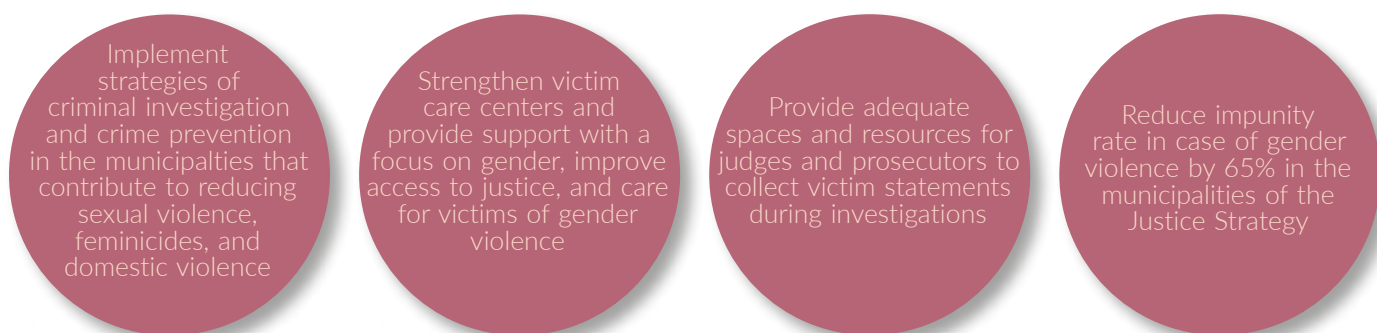 Implement
strategies of
criminal investigation
and crime prevention
in the municipalties that
contribute to reducing
sexual violence,
feminicides, and
domestic violence
Strengthen victim
care centers and
provide support with a
focus on gender, improve
access to justice, and care
for victims of gender
violence
Provide adequate
spaces and resources for
judges and prosecutors to
collect victim statements
during investigations
Reduce impunity
rate in case of gender
violence by 65% in the
municipalities of the
Justice Strategy